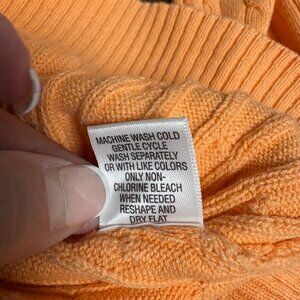 MACHINE WASH COLD
GENTLE CYCLE
WASH SEPARATELY
OR WITH LIKE COLORS
ONLY NON-
CHLORINE BLEACH
WHEN NEEDED
RESHAPE AND
DRY FLAT